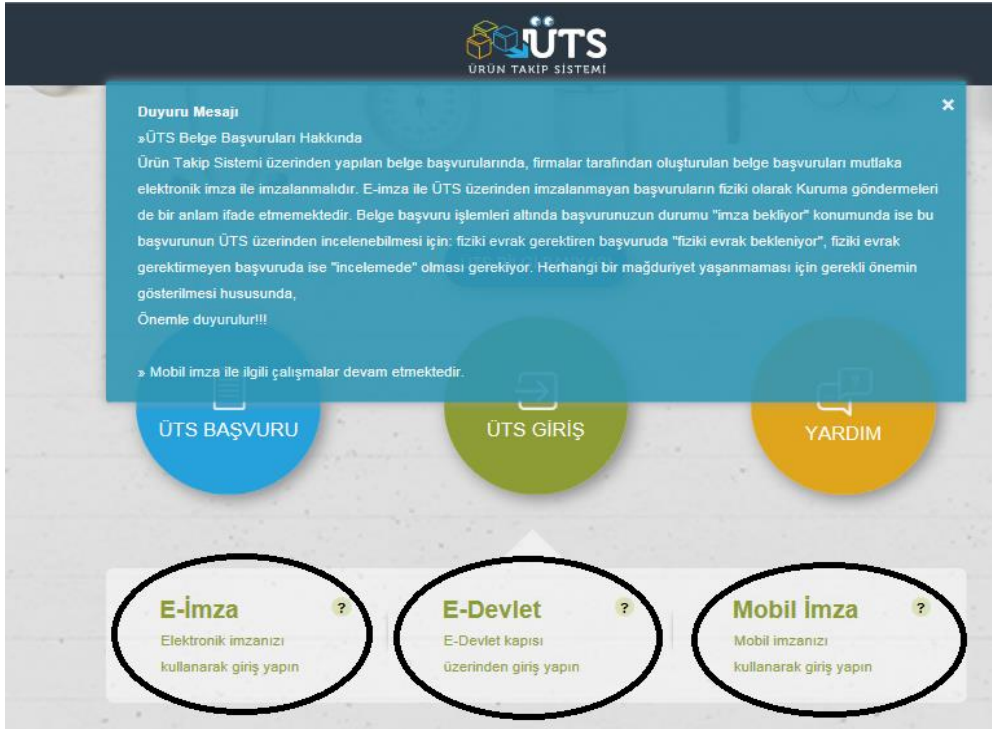 ÜTS
ÜRÜN TAKİP SİSTEMİ
Duyuru Mesajı
»ÜTS Belge Başvuruları Hakkında
Ürün Takip Sistemi üzerinden yapılan belge başvurularında, firmalar tarafından oluşturulan belge başvuruları mutlaka
elektronik imza ile imzalanmalıdır. E-imza ile ÜTS üzerinden imzalanmayan başvuruların fiziki olarak Kuruma göndermeleri
de bir anlam ifade etmemektedir. Belge başvuru işlemleri altında başvurunuzun durumu "imza bekliyor" konumunda ise bu
başvurunun ÜTS üzerinden incelenebilmesi için: fiziki evrak gerektiren başvuruda "fiziki evrak bekleniyor", fiziki evrak
gerektirmeyen başvuruda ise "incelemede" olması gerekiyor. Herhangi bir mağduriyet yaşanmaması için gerekli önemin
gösterilmesi hususunda,
Önemle duyurulur!!!
» Mobil imza ile ilgili çalışmalar devam etmektedir.
ÜTS BAŞVURU
ÜTS GİRİŞ
YARDIM
E-İmza ?
Elektronik imzanızı
kullanarak giriş yapın
E-Devlet ?
E-Devlet kapısı
üzerinden giriş yapın
Mobil İmza ?
Mobil imzanızı
kullanarak giriş yapın